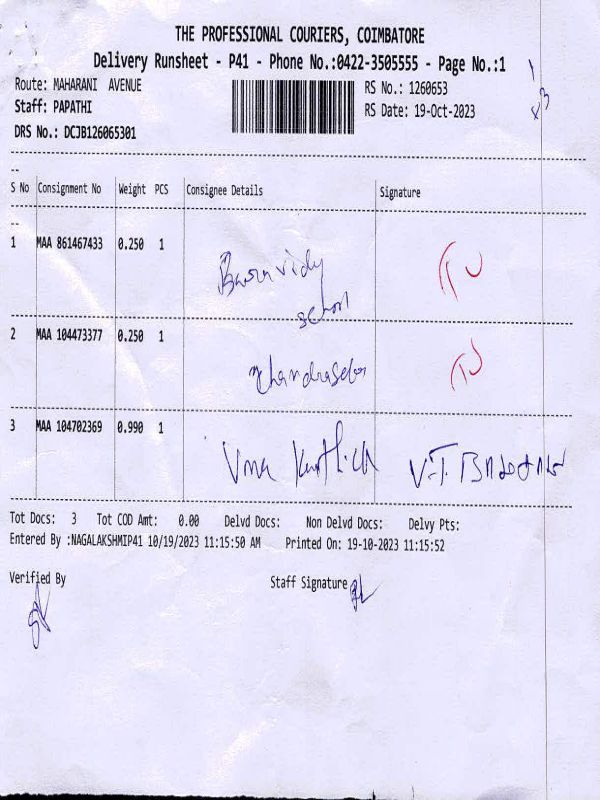 THE PROFESSIONAL COURIERS, COIMBATORE
Delivery Runsheet - P41 - Phone No.:0422-3505555 - Page No.:1
Route: MAHARANI AVENUE
RS No.: 1260653
Staff: PAPATHI
RS Date: 19-Oct-2023
DRS No.: DCJB126065301
S No Consignment No Weight PCS Consignee Details Signature
1 MAA 861467433 0.250 1
school
2 MAA 104473377 0.250 1
3 MAA 104702369 0.990 1 Uma
Tot Docs: 3 Tot COD Amt: 0.00 Delvd Docs: Non Delvd Docs: Delvy Pts:
Entered By :NAGALAKSHMIP41 10/19/2023 11:15:50 AM Printed On: 19-10-2023 11:15:52
Verified By Staff Signature